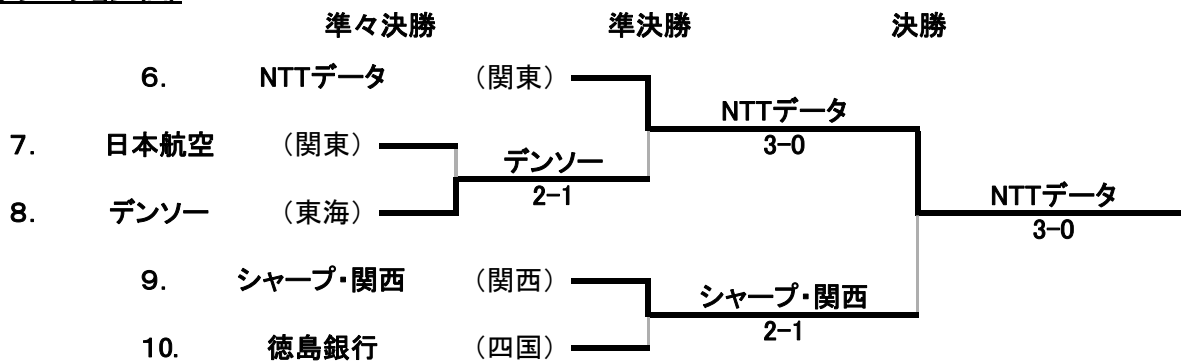 準々決勝 準決勝 決勝
6. NTTデータ (関東)
NTTデータ
7. 日本航空 (関東)
3-0
デンソー
2-1
8. デンソー (東海)
NTTデータ
3-0
9. シャープ・関西 (関西)
シャープ・関西
2-1
10. 徳島銀行 (四国)